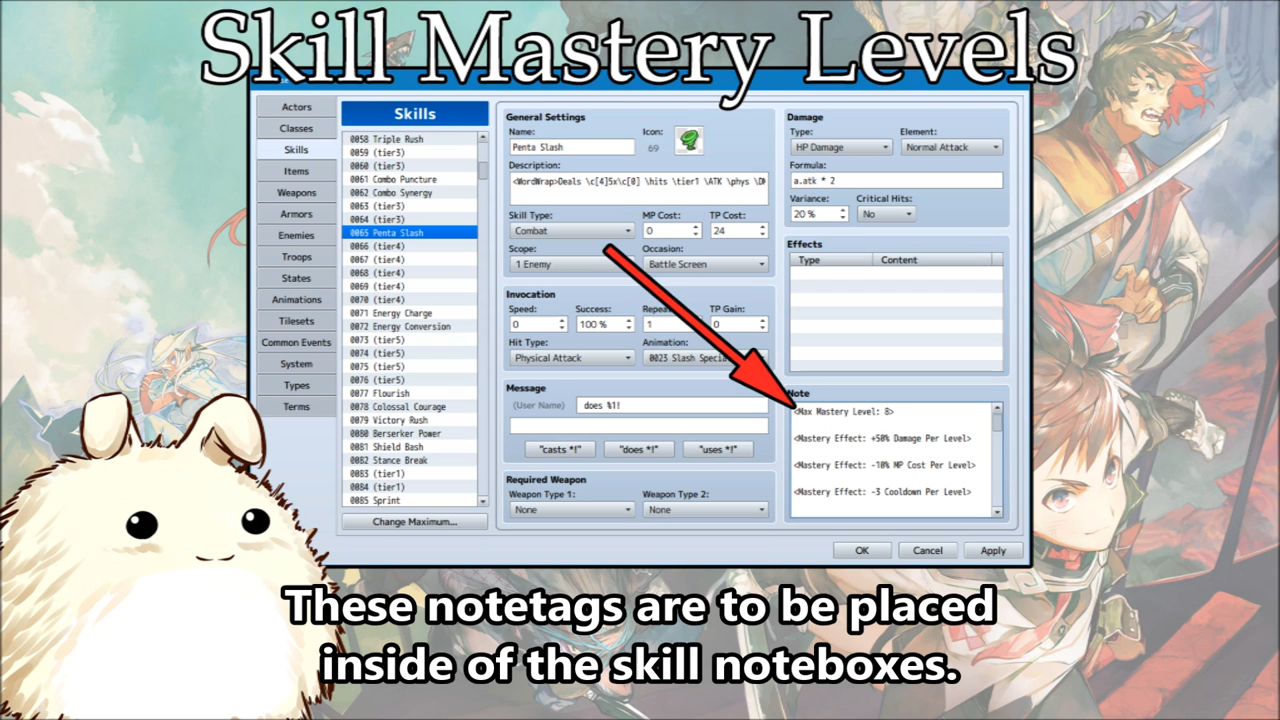 Skill Mastery Levels
Actors
Classes
Skills
Items
Weapons
Armors
Enemies
Troops
States
Animations
Tilesets
Common Events
System
Types
Terms
Skills
0058 Triple Rush
0059 (tier3)
0060 (tier3)
0061 Combo Puncture
0062 Combo Synergy
0063 (tier3)
0064 (tier3)
0065 Penta Slash
0066 (tier4)
0067 (tier4)
0068 (tier4)
0069 (tier4)
0070 (tier4)
0071 Energy Charge
0072 Energy Conversion
0073 (tier5)
0074 (tier5)
0075 (tier5)
0076 (tier5)
0077 Flourish
0078 Colossal Courage
0079 Victory Rush
0080 Berserker Power
0081 Shield Bash
0082 Stance Break
0083 (tier1)
0084 (tier1)
0085 Sprint
Change Maximum...
General Settings
Name:
Icon:
Penta Slash
69
Description:
<WordWrap>Deals \c[4]5x\c[0] \hits \tier1 \ATK \phys
Skill Type:
MP Cost:
TP Cost:
Combat
0
24
Scope:
Occasion:
1 Enemy
Battle Screen
Invocation
Speed:
Success:
TP Gain:
0
100 %
1
0
Hit Type:
Animation:
Physical Attack
0023 Slash
Message
(User Name)
does %1!
"casts *!"
"does *!"
"uses *!"
Required Weapon
Weapon Type 1:
Weapon Type 2:
None
None
Damage
Type:
Element:
HP Damage
Normal Attack
Formula:
a.atk * 2
Variance:
Critical Hits:
20 %
No
Effects
Type
Content
Note
<Max Mastery Level: 8>
<Mastery Effect: +50% Damage Per Level>
<Mastery Effect: -10% MP Cost Per Level>
<Mastery Effect: -3 Cooldown Per Level>
OK
Cancel
Apply
These notetags are to be placed
inside of the skill noteboxes.